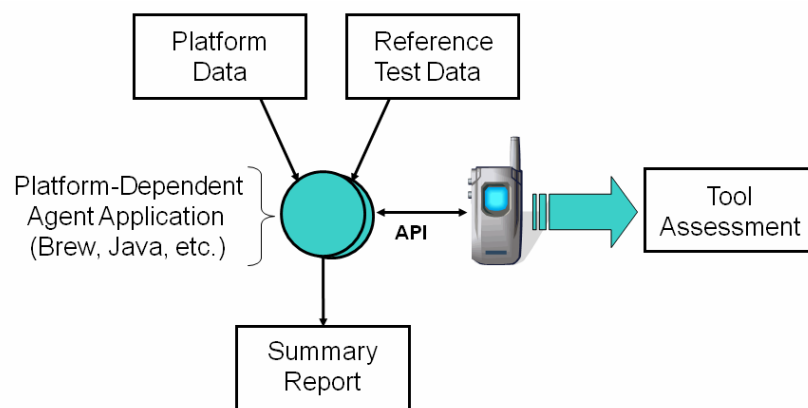 Platform
Data
Reference
Test Data
Platform-Dependent
Agent Application
(Brew, Java, etc.)
API
Tool
Assessment
Summary
Report